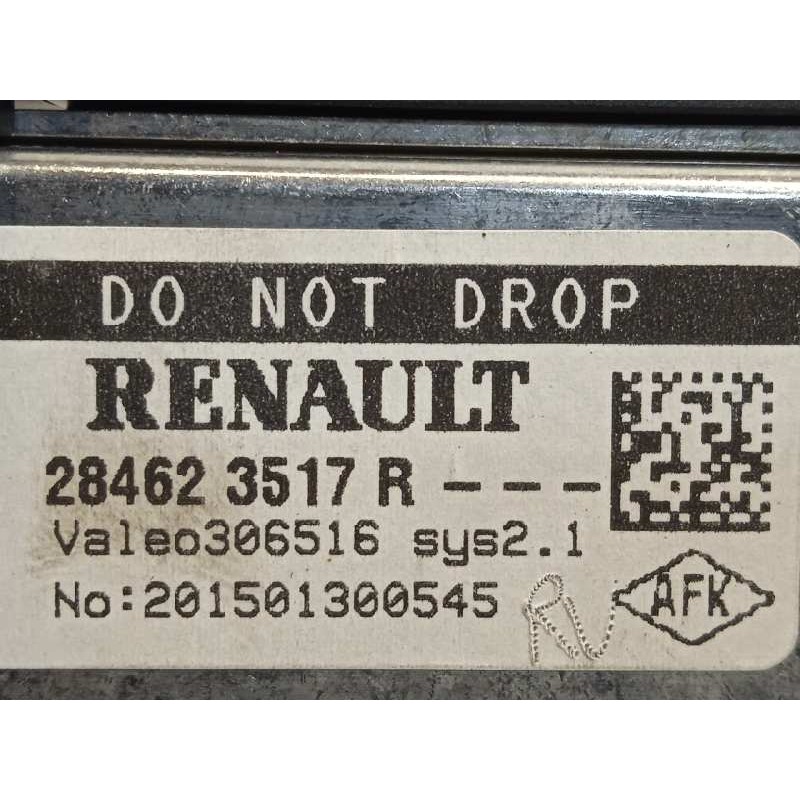 DO NOT DROP
RENAULT
28462 3517 R - - -
Valeo306516 sys2.1
No:201501300545
AFK